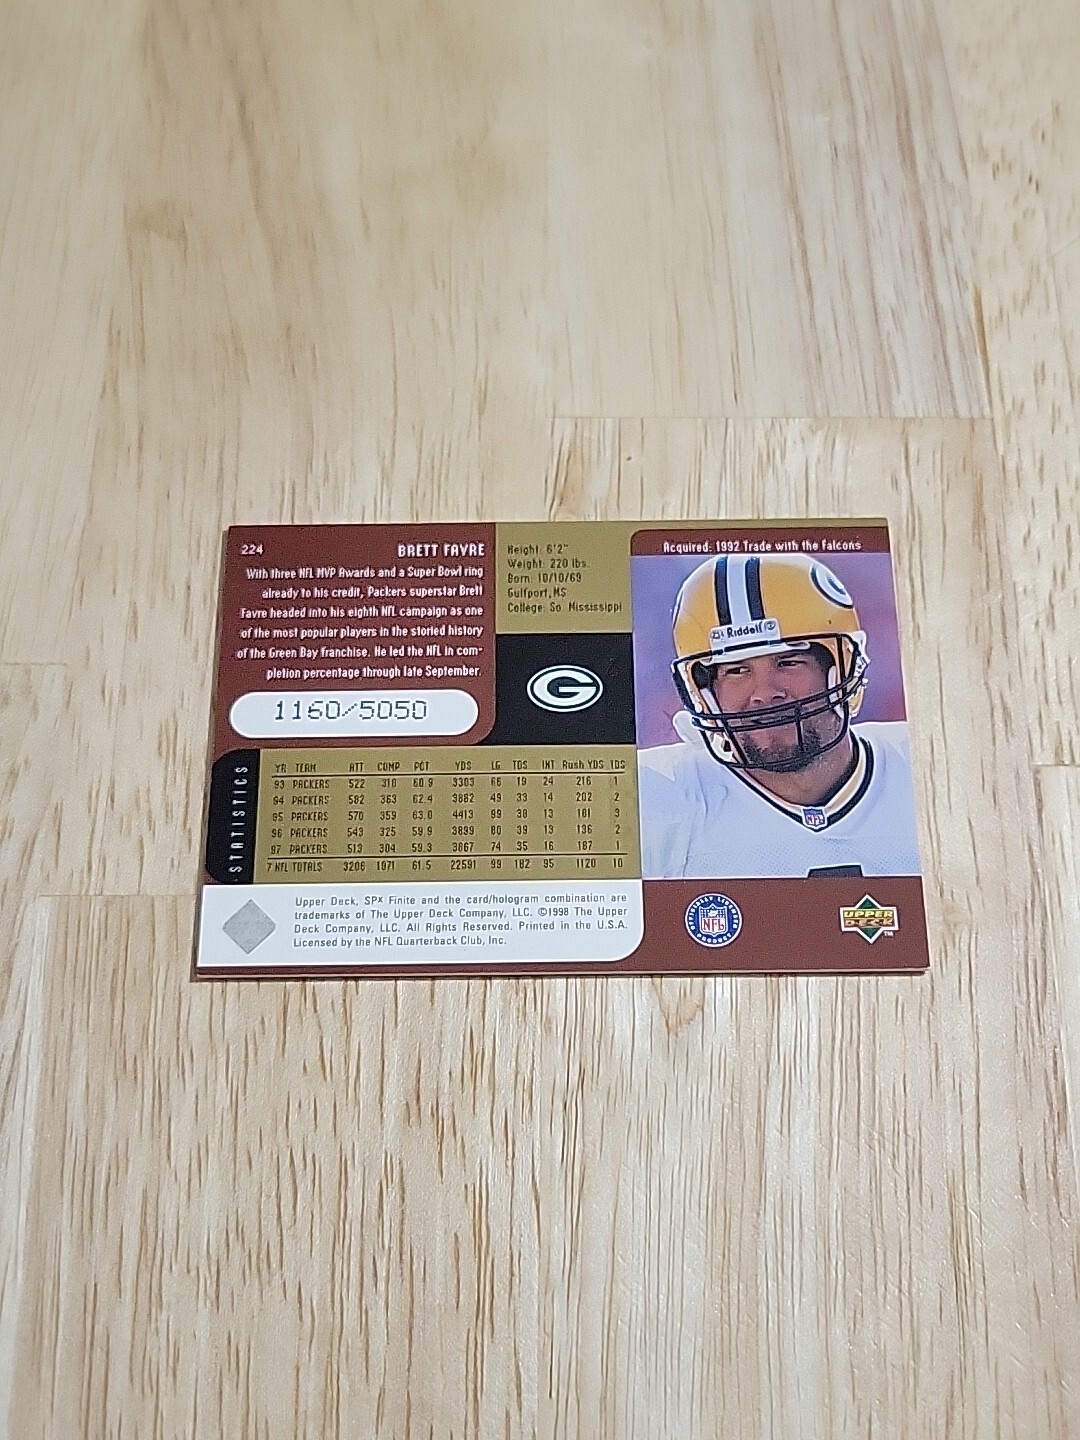 224
BRETT FAVRE
With three NFL MVP Awards and a Super Bowl ring
already to his credit, Packers superstar Brett
Favre headed into his eighth NFL campaign as one
of the most popular players in the storied history
of the Green Bay franchise. He led the NFL in com-
pletion percentage through late September.
1160/5050
Height: 6'2"
Weight: 220 lbs.
Born: 10/10/69
Gulfport, MS
College: So. Mississippi
G
Acquired: 1992 Trade with the Falcons
Riddell
NFL
STATISTICS
YR TEAM ATT COMP PCT YDS LG TDS INT Rush YDS TDS
93 PACKERS 522 318 60.9 3303 66 19 24 216 1
94 PACKERS 582 363 62.4 3882 49 33 14 202 2
95 PACKERS 570 359 63.0 4413 99 38 13 181 3
96 PACKERS 543 325 59.9 3899 80 39 13 136 2
97 PACKERS 513 304 59.3 3867 74 35 16 187 1
7 NFL TOTALS 3206 1971 61.5 22591 99 182 95 1120 10
Upper Deck, SPx Finite and the card/hologram combination are
trademarks of The Upper Deck Company, LLC. ©1998 The Upper
Deck Company, LLC. All Rights Reserved. Printed in the U.S.A.
Licensed by the NFL Quarterback Club, Inc.
OFFICIALLY LICENSED
NFL
PRODUCT
UPPER
DECK
TM